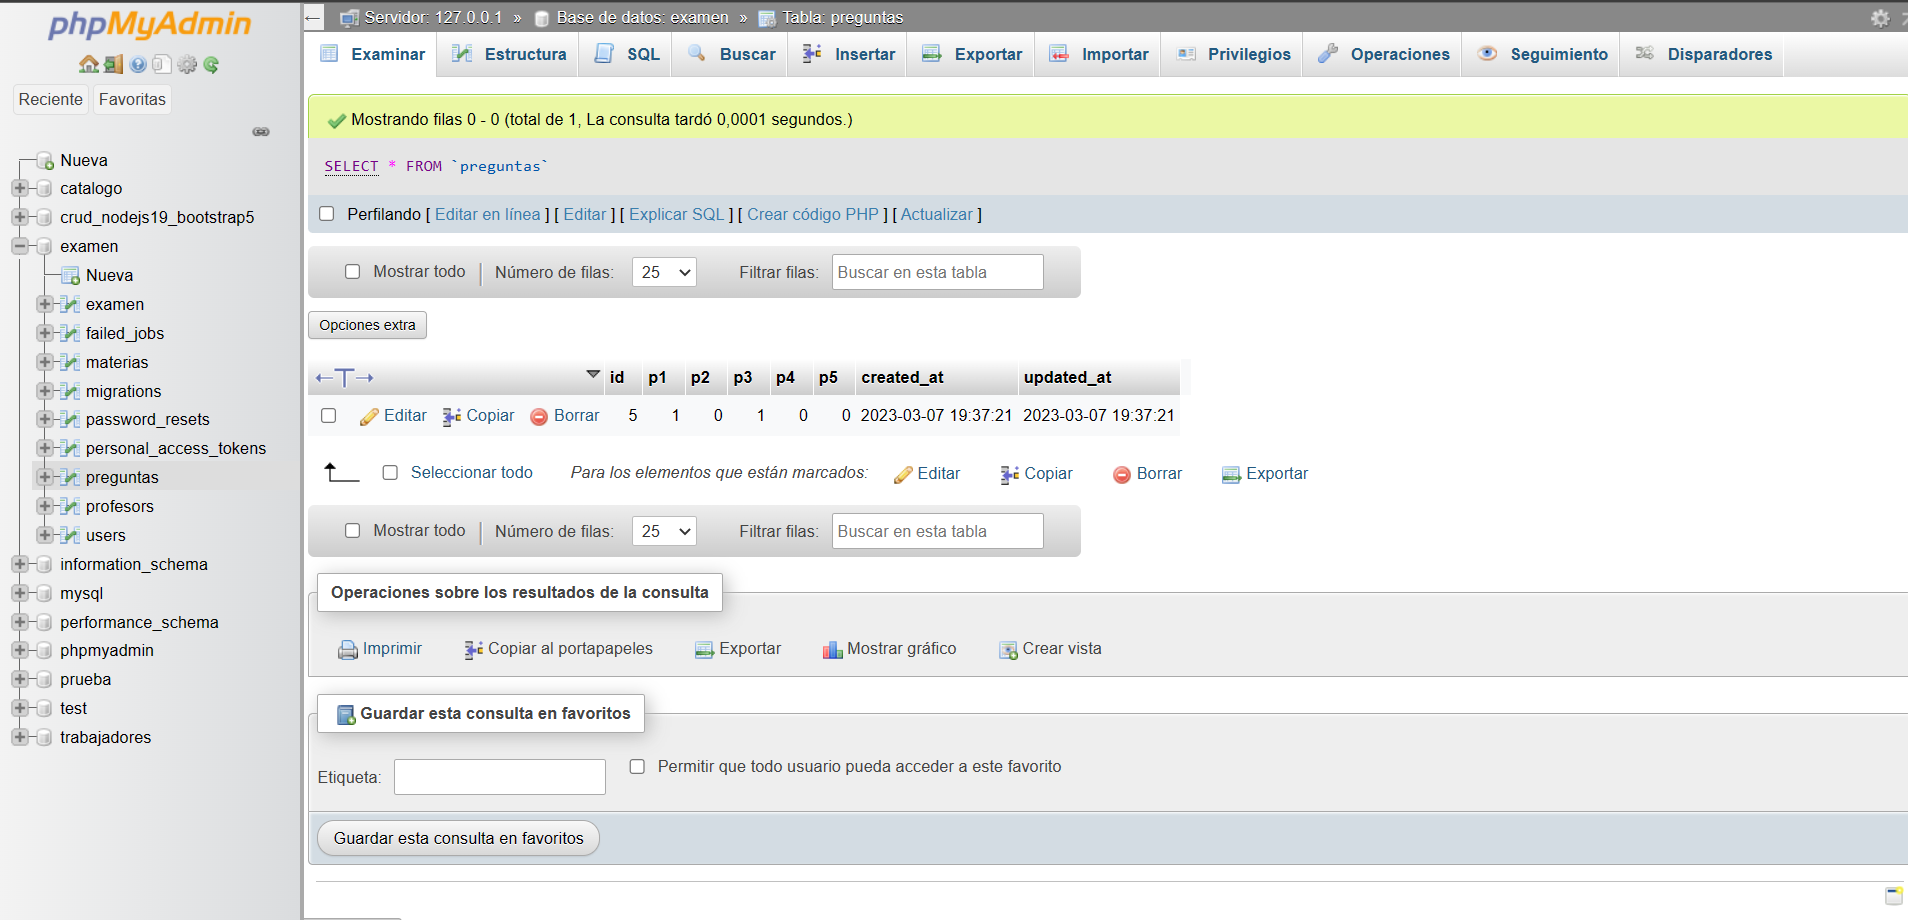 phpMyAdmin
Reciente Favoritas
Nueva
catalogo
crud_nodejs19_bootstrap5
examen
Nueva
examen
failed_jobs
materias
migrations
password_resets
personal_access_tokens
preguntas
profesors
users
information_schema
mysql
performance_schema
phpmyadmin
prueba
test
trabajadores
Servidor: 127.0.0.1 » Base de datos: examen » Tabla: preguntas
Examinar Estructura SQL Buscar Insertar Exportar Importar Privilegios Operaciones Seguimiento Disparadores
Mostrando filas 0 - 0 (total de 1, La consulta tardó 0,0001 segundos.)
SELECT * FROM `preguntas`
Perfilando [ Editar en línea ] [ Editar ] [ Explicar SQL ] [ Crear código PHP ] [ Actualizar ]
Mostrar todo Número de filas: 25 Filtrar filas: Buscar en esta tabla
Opciones extra
←T→ id p1 p2 p3 p4 p5 created_at updated_at
Editar Copiar Borrar 5 1 0 1 0 0 2023-03-07 19:37:21 2023-03-07 19:37:21
Seleccionar todo Para los elementos que están marcados: Editar Copiar Borrar Exportar
Mostrar todo Número de filas: 25 Filtrar filas: Buscar en esta tabla
Operaciones sobre los resultados de la consulta
Imprimir Copiar al portapapeles Exportar Mostrar gráfico Crear vista
Guardar esta consulta en favoritos
Etiqueta: Permitir que todo usuario pueda acceder a este favorito
Guardar esta consulta en favoritos